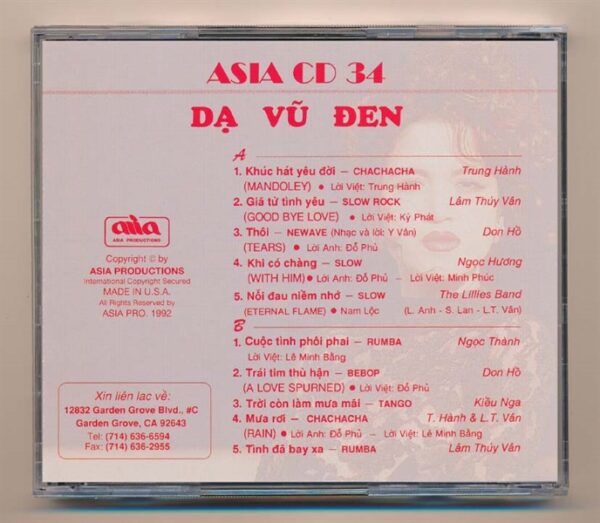 ASIA CD 34
DẠ VŨ ĐEN
A
1. Khúc hát yêu đời – CHACHACHA Trung Hành
(MANDOLEY) • Lời Việt: Trung Hành
2. Giã từ tình yêu – SLOW ROCK Lâm Thúy Vân
(GOOD BYE LOVE) • Lời Việt: Kỳ Phát
3. Thôi – NEWAVE (Nhạc và lời: Y Vân) Don Hồ
(TEARS) • Lời Anh: Đỗ Phủ
4. Khi có chàng – SLOW Ngọc Hương
(WITH HIM) • Lời Anh: Đỗ Phủ - Lời Việt: Minh Phúc
5. Nỗi đau niềm nhớ – SLOW The Lillies Band
(ETERNAL FLAME) • Nam Lộc (L. Anh - S. Lan - L.T. Vân)
B
1. Cuộc tình phôi phai – RUMBA Ngọc Thành
Lời Việt: Lê Minh Bằng
2. Trái tim thù hận – BEBOP Don Hồ
(A LOVE SPURNED) • Lời Việt: Đỗ Phủ
3. Trời còn làm mưa mãi – TANGO Kiều Nga
4. Mưa rơi – CHACHACHA T. Hành & L.T. Vân
(RAIN) • Lời Anh: Đỗ Phủ - Lời Việt: Lê Minh Bằng
5. Tình đã bay xa – RUMBA Lâm Thúy Vân
asia
ASIA PRODUCTIONS
Copyright © by
ASIA PRODUCTIONS
International Copyright Secured
MADE IN U.S.A.
All Rights Reserved by
ASIA PRO. 1992
Xin liên lạc về:
12832 Garden Grove Blvd., #C
Garden Grove, CA 92643
Tel: (714) 636-6594
Fax: (714) 636-2955